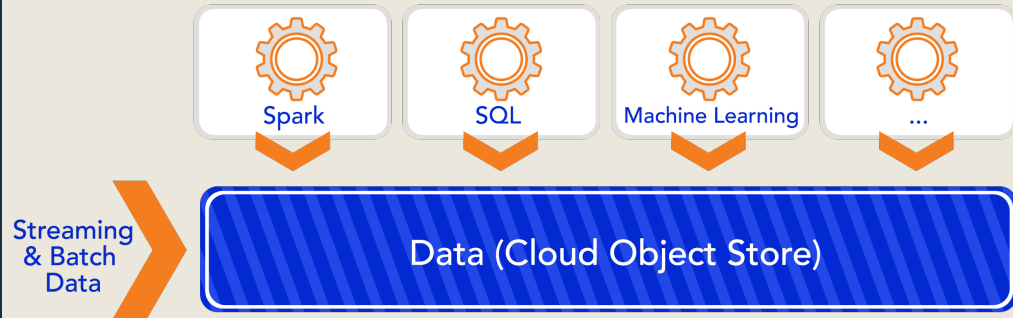 Spark
SQL
Machine Learning
...
Streaming
& Batch
Data
Data (Cloud Object Store)